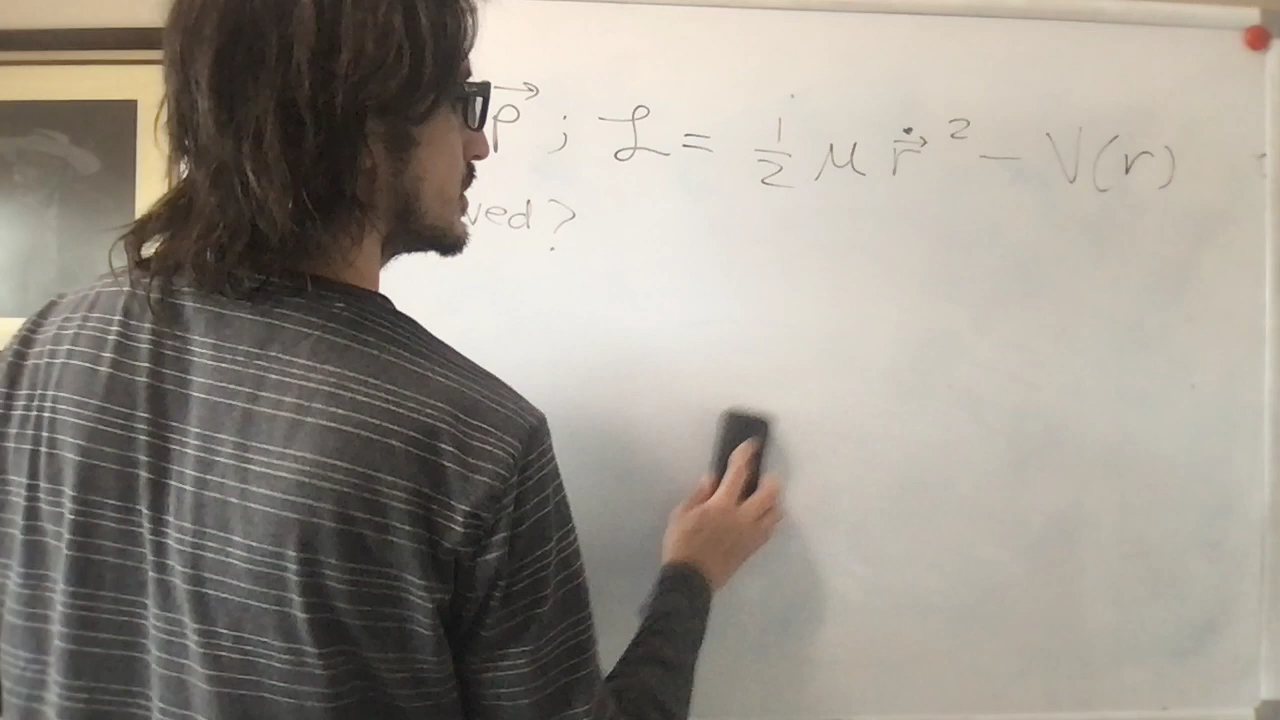 p⃗ ; ℒ = 1/2 μ ṙ⃗ ² − V(r)
ved?